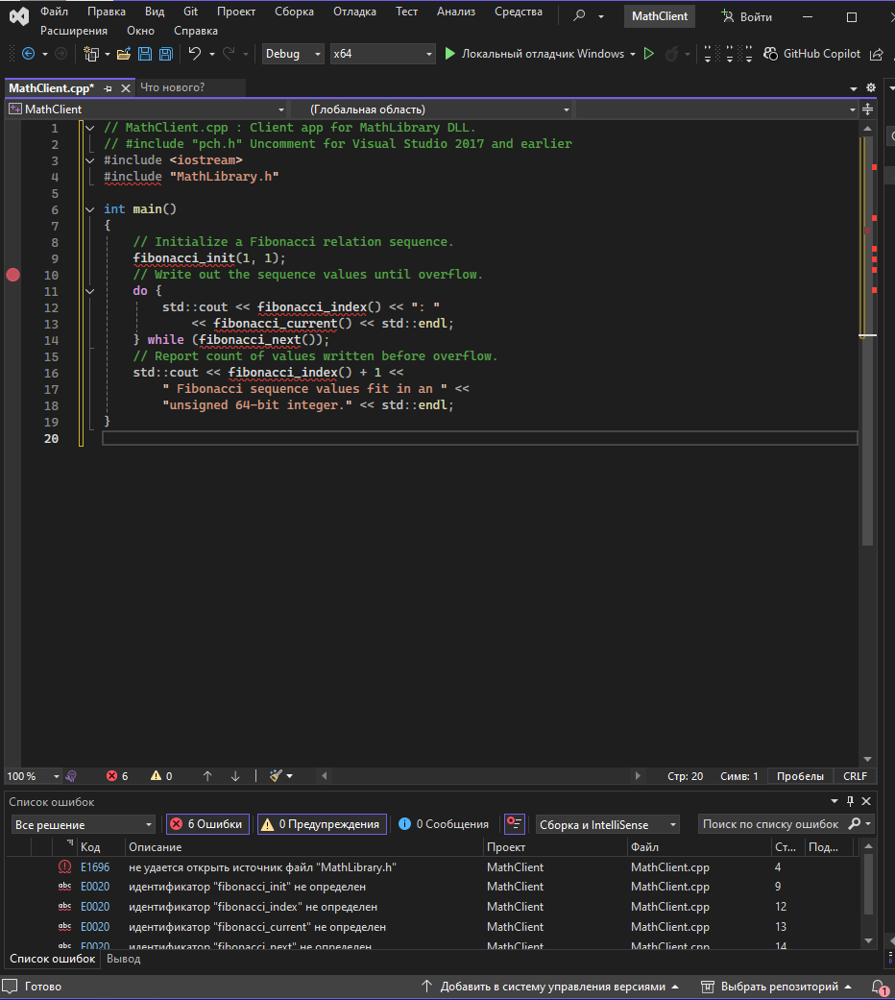 Файл Правка Вид Git Проект Сборка Отладка Тест Анализ Средства MathClient Войти
Расширения Окно Справка
Debug x64 Локальный отладчик Windows GitHub Copilot
MathClient.cpp* Что нового?
MathClient (Глобальная область)
1 // MathClient.cpp : Client app for MathLibrary DLL.
2 // #include "pch.h" Uncomment for Visual Studio 2017 and earlier
3 #include <iostream>
4 #include "MathLibrary.h"
5
6 int main()
7 {
8 // Initialize a Fibonacci relation sequence.
9 fibonacci_init(1, 1);
10 // Write out the sequence values until overflow.
11 do {
12 std::cout << fibonacci_index() << ": "
13 << fibonacci_current() << std::endl;
14 } while (fibonacci_next());
15 // Report count of values written before overflow.
16 std::cout << fibonacci_index() + 1 <<
17 " Fibonacci sequence values fit in an " <<
18 "unsigned 64-bit integer." << std::endl;
19 }
20
100 % 6 0 Стр: 20 Симв: 1 Пробелы CRLF
Список ошибок
Все решение 6 Ошибки 0 Предупреждения 0 Сообщения Сборка и IntelliSense Поиск по списку ошибок
Код Описание Проект Файл Ст... Под...
E1696 не удается открыть источник файл "MathLibrary.h" MathClient MathClient.cpp 4
abc E0020 идентификатор "fibonacci_init" не определен MathClient MathClient.cpp 9
abc E0020 идентификатор "fibonacci_index" не определен MathClient MathClient.cpp 12
abc E0020 идентификатор "fibonacci_current" не определен MathClient MathClient.cpp 13
abc E0020 идентификатор "fibonacci_next" не определен MathClient MathClient.cpp 14
Список ошибок Вывод
Готово Добавить в систему управления версиями Выбрать репозиторий 1